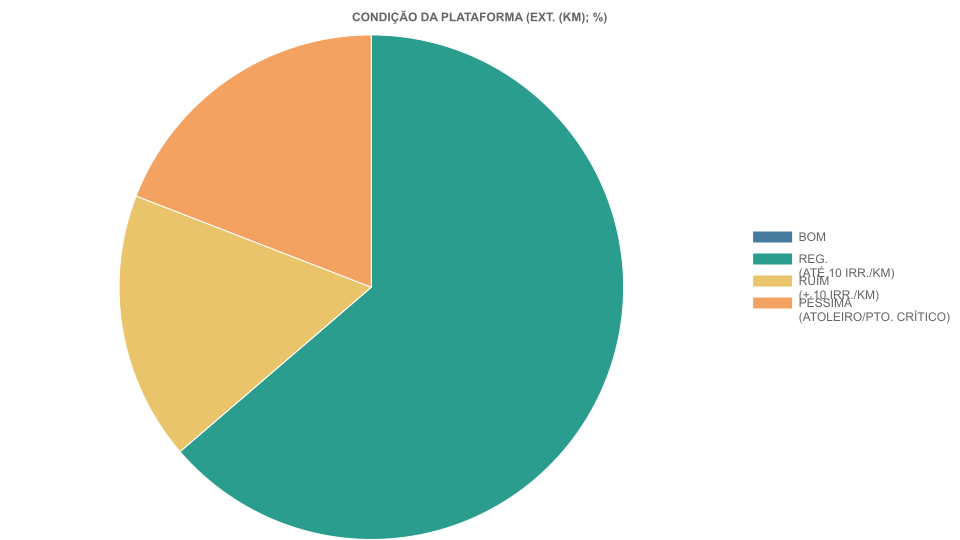 CONDIÇÃO DA PLATAFORMA (EXT. (KM); %)
BOM
REG.
(ATÉ 10 IRR./KM)
RUIM
(+ 10 IRR./KM)
PÉSSIMA
(ATOLEIRO/PTO. CRÍTICO)